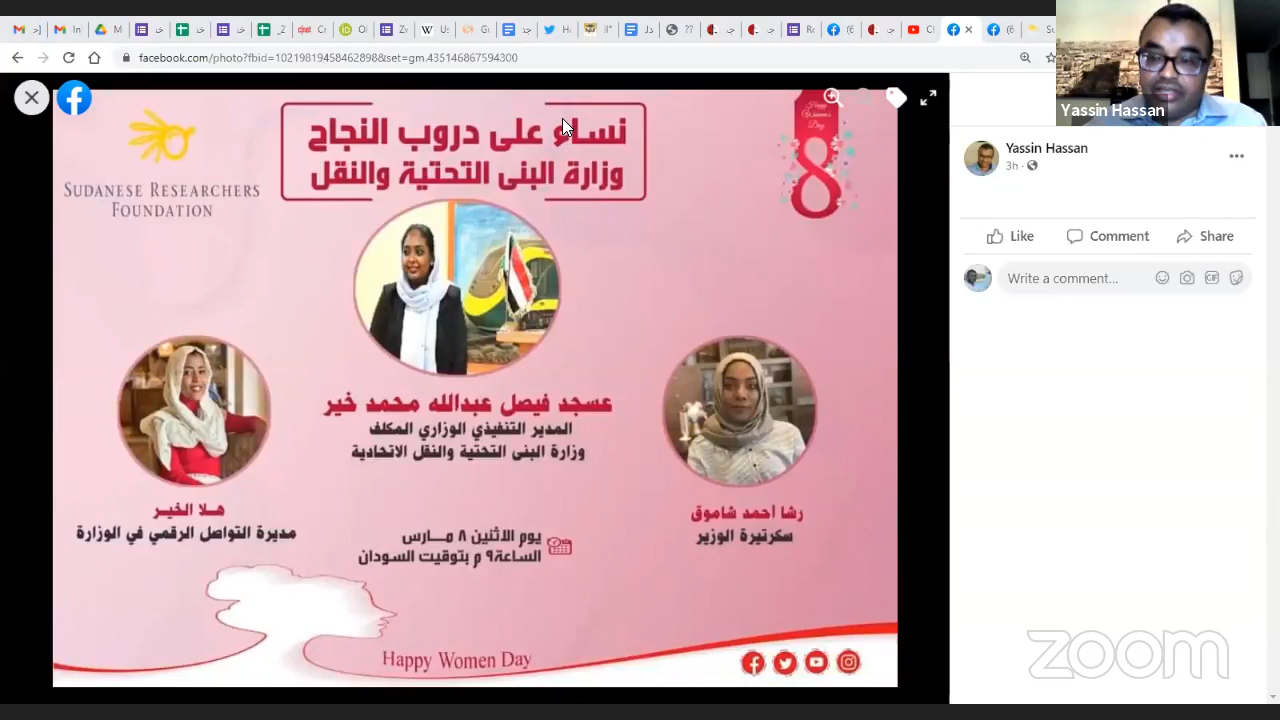 facebook.com/photo?fbid=10219819458462898&set=gm.435146867594300
Yassin Hassan
Yassin Hassan
3h
Like
Comment
Share
Write a comment...
SUDANESE RESEARCHERS
FOUNDATION
نساء على دروب النجاح
وزارة البنى التحتية والنقل
Happy
Women's
Day
8
عسجد فيصل عبدالله محمد خير
المدير التنفيذي الوزاري المكلف
وزارة البنى التحتية والنقل الاتحادية
رشا أحمد شاموق
سكرتيرة الوزير
هلا الخير
مديرة التواصل الرقمي في الوزارة
يوم الاثنين ٨ مـارس
الساعة٩ م بتوقيت السودان
Happy Women Day
zoom